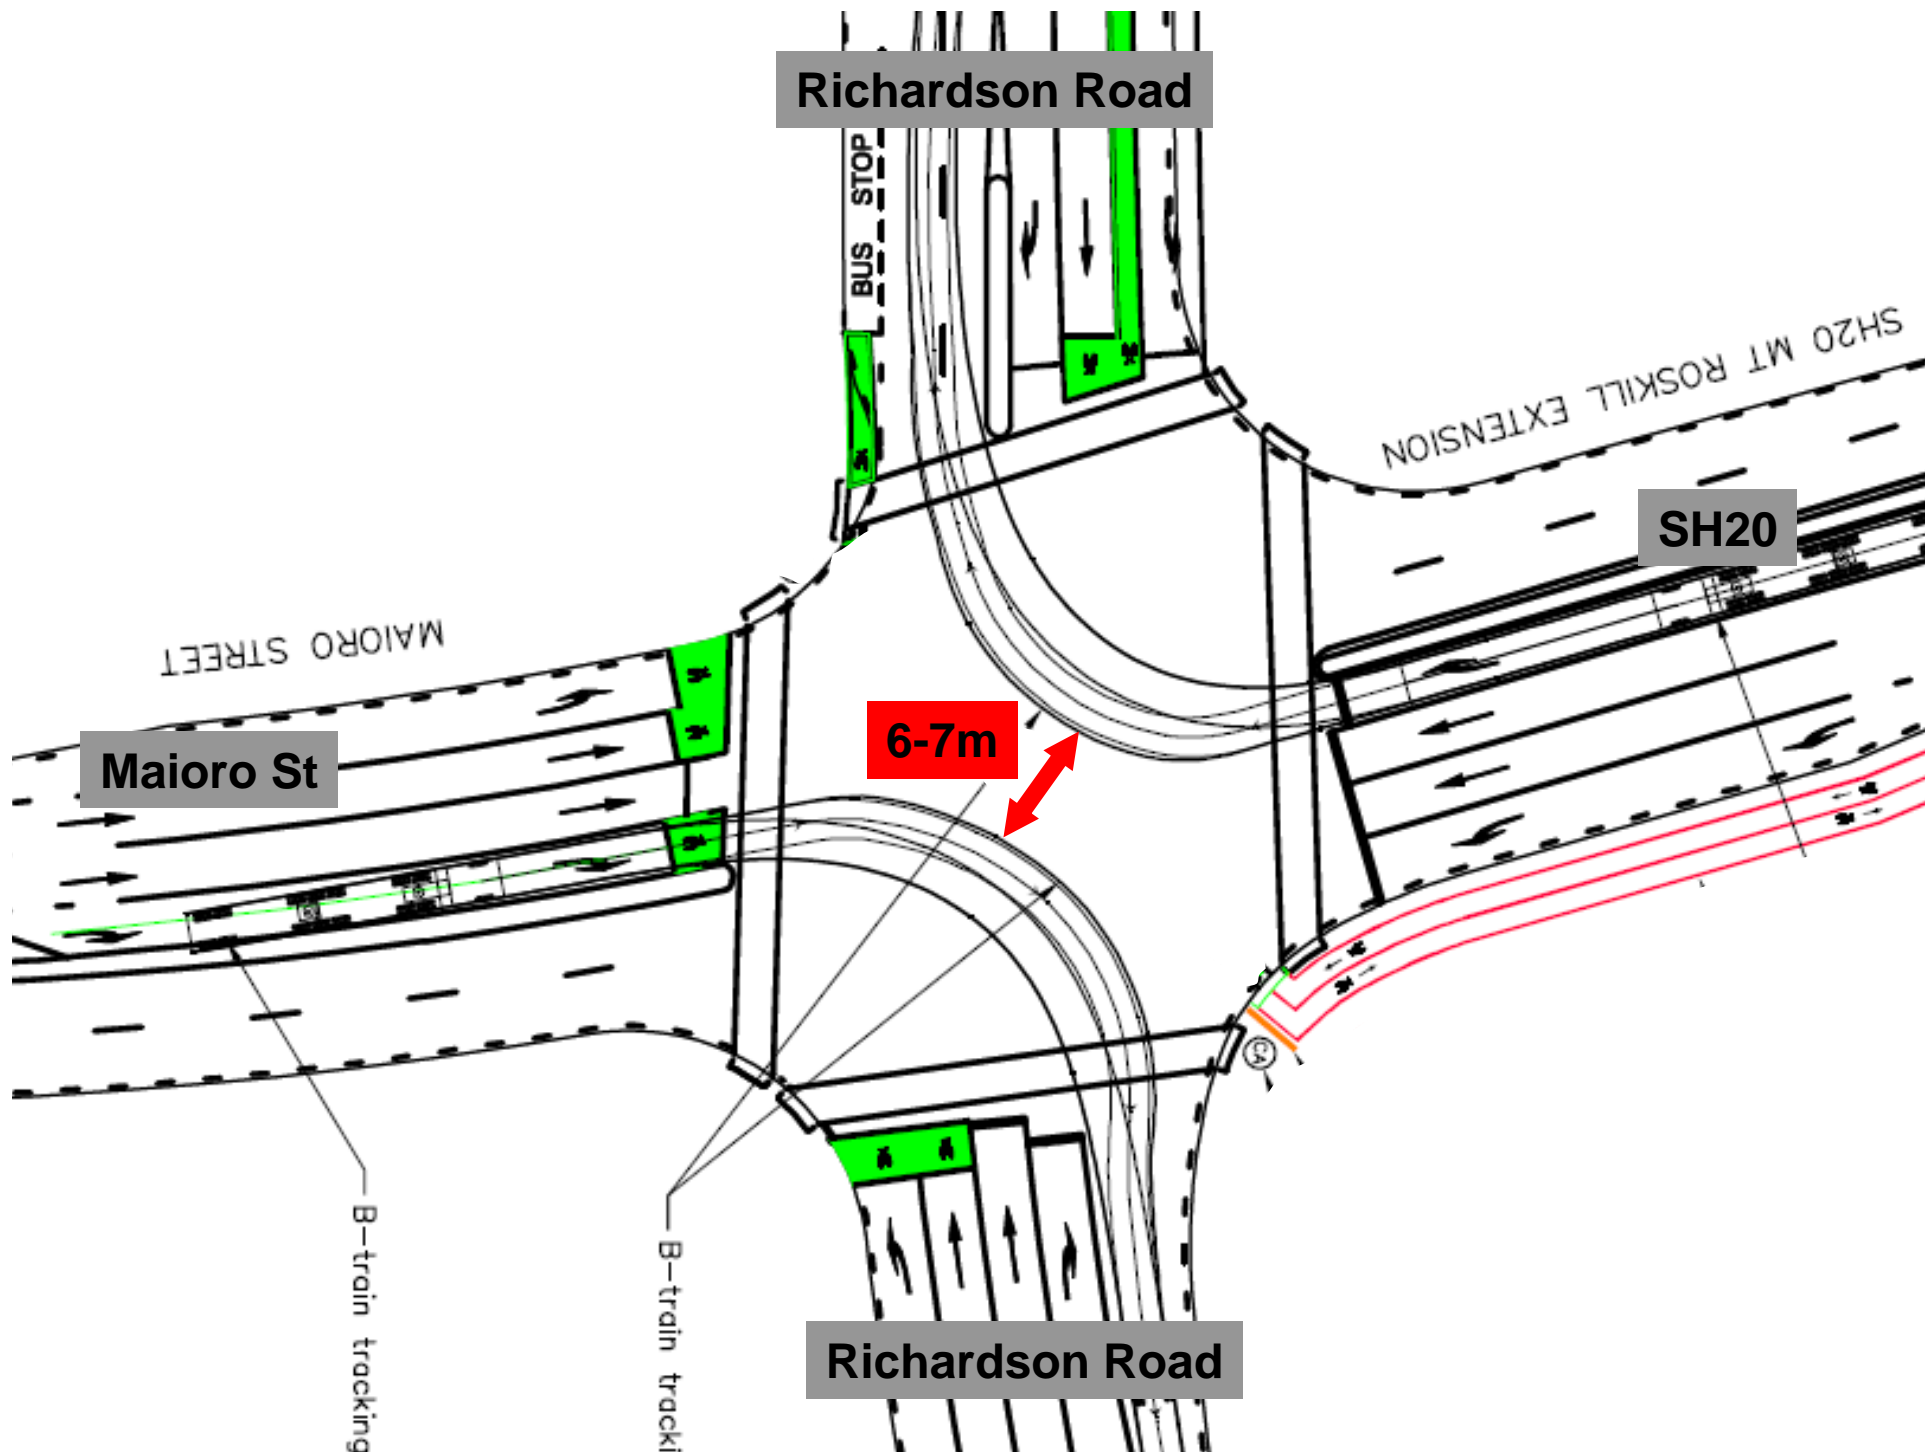 Richardson Road
BUS STOP
SH20 MT ROSKILL EXTENSION
SH20
MAIORO STREET
6-7m
Maioro St
CA
B-train tracking
B-train tracki
Richardson Road